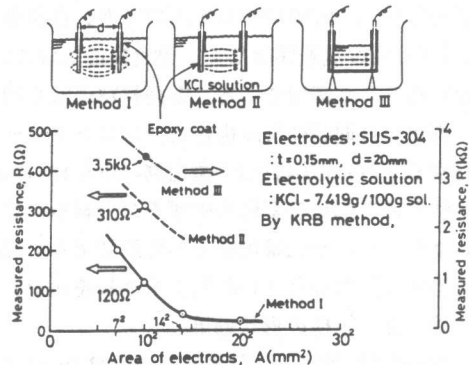 d
KCl solution
Method I
Method II
Method III
Epoxy coat
Electrodes; SUS-304
: t=0.15mm, d=20mm
Electrolytic solution
:KCl-7.419g/100g sol.
By KRB method,
Measured resistance, R(Ω)
500
400
300
200
100
0
3.5kΩ
Method III
310Ω
Method II
120Ω
Method I
4
3
2
1
0
Measured resistance, R(kΩ)
0
7²
10²
14²
20²
30²
Area of electrods, A(mm²)